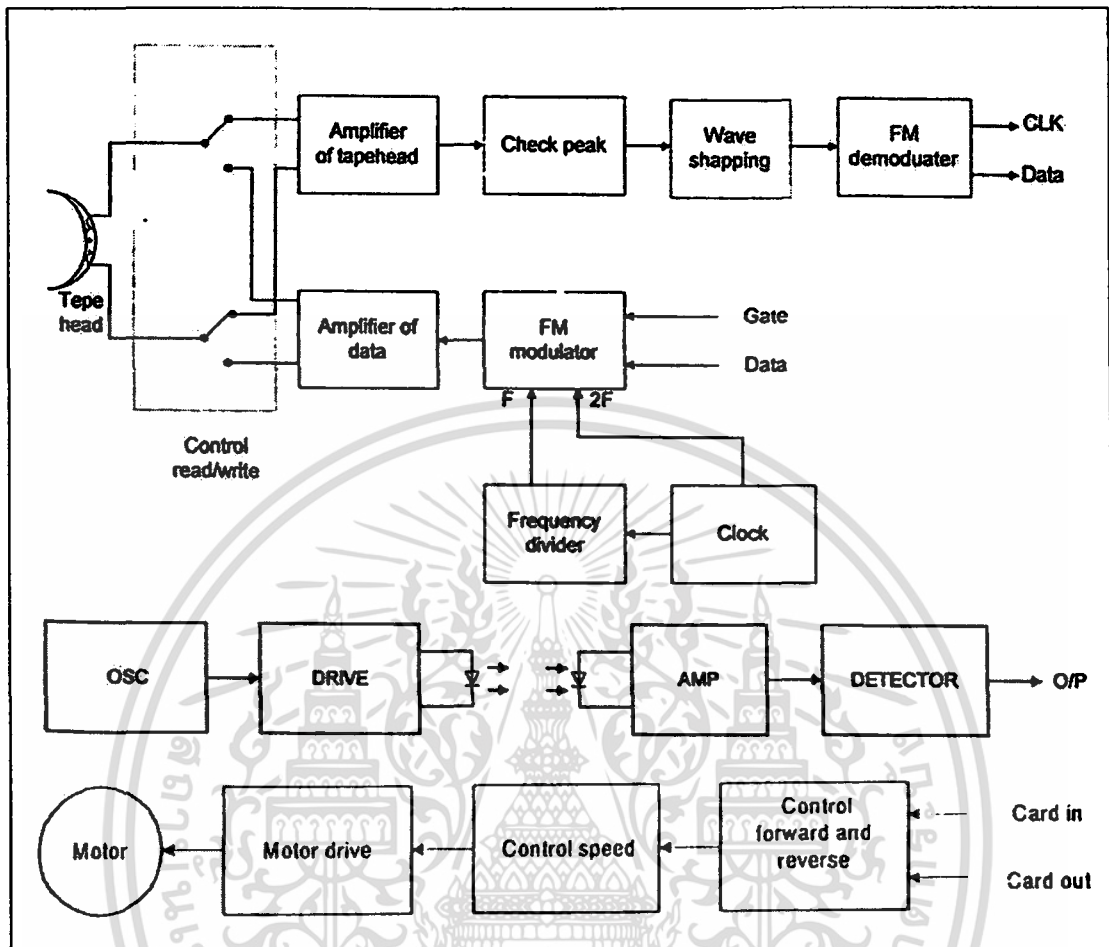 Amplifier
of tapehead
Check peak
Wave
shapping
FM
demoduater
CLK
Data
Tepe
head
Amplifier of
data
FM
modulator
Gate
Data
F
2F
Control
read/write
Frequency
divider
Clock
OSC
DRIVE
AMP
DETECTOR
O/P
Motor
Motor drive
Control speed
Control
forward and
reverse
Card in
Card out